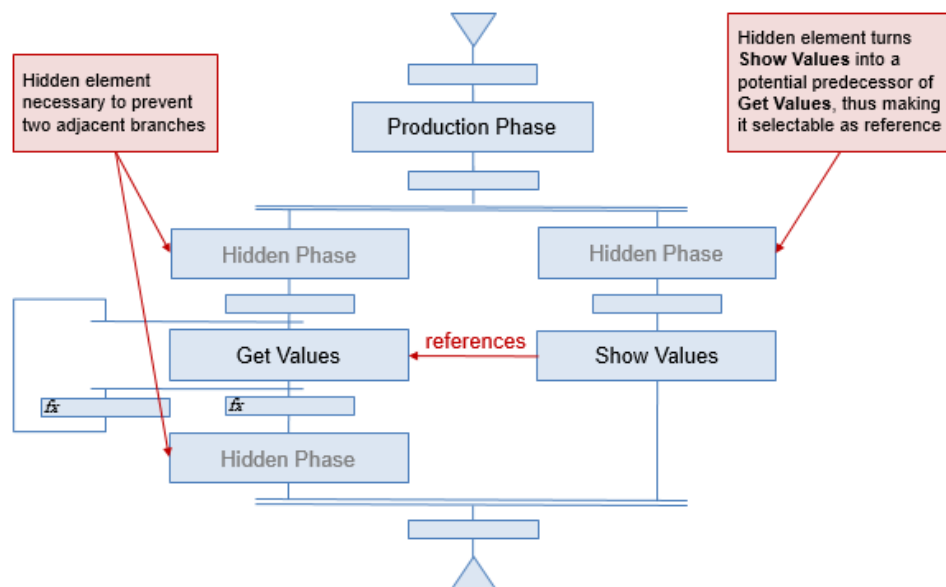 Hidden element
necessary to prevent
two adjacent branches
Hidden element turns
Show Values into a
potential predecessor of
Get Values, thus making
it selectable as reference
Production Phase
Hidden Phase
Hidden Phase
Get Values
references
Show Values
fx
fx
Hidden Phase